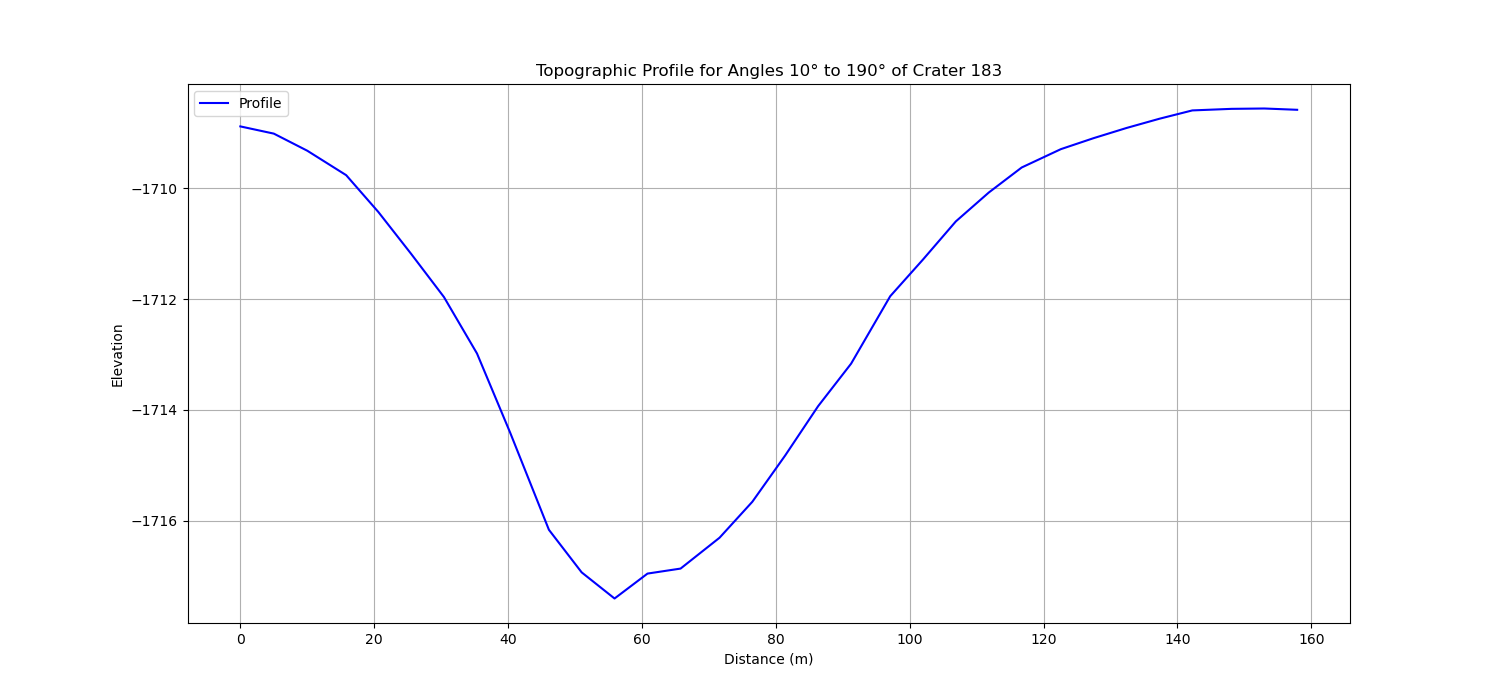 Topographic Profile for Angles 10° to 190° of Crater 183
Profile
−1710
−1712
−1714
−1716
Elevation
0 20 40 60 80 100 120 140 160
Distance (m)